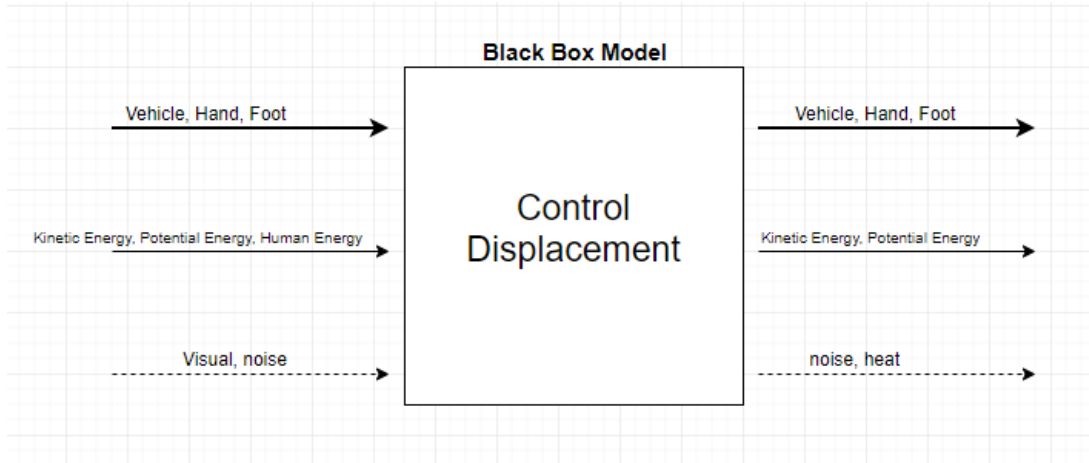 Black Box Model
Vehicle, Hand, Foot
Vehicle, Hand, Foot
Control
Displacement
Kinetic Energy, Potential Energy, Human Energy
Kinetic Energy, Potential Energy
Visual, noise
noise, heat